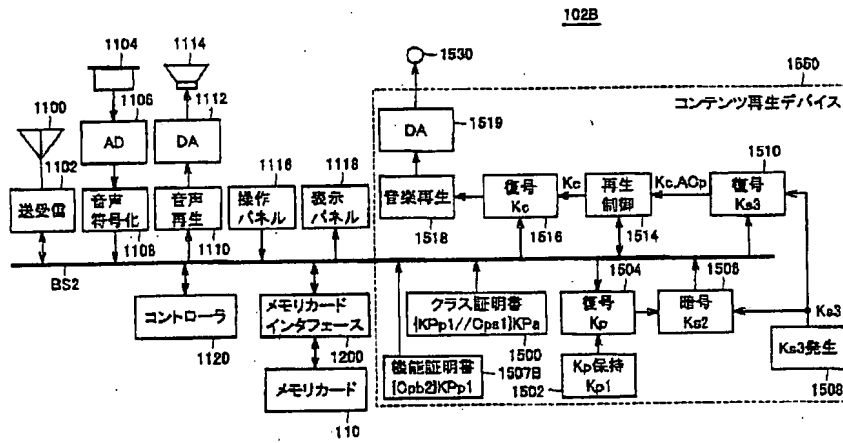 102B
1104
1114
1530
1550
コンテンツ再生デバイス
1100
1106
1112
AD
DA
DA
1519
1102
1116
1118
1510
送受信
音声
符号化
音声
再生
操作
パネル
表示
パネル
音楽再生
復号
Kc
Kc
再生
制御
Kc,ACp
復号
Ks3
1108
1110
1518
1516
1514
BS2
1504
1506
コントローラ
メモリカード
インタフェース
クラス証明書
{KPp1//Cpa1}KPa
復号
Kp
暗号
Ks2
Ks3
1120
1200
1500
機能証明書
[Cpb2]KPp1
1507B
Kp保持
Kp1
Ks3発生
メモリカード
1502
1508
110